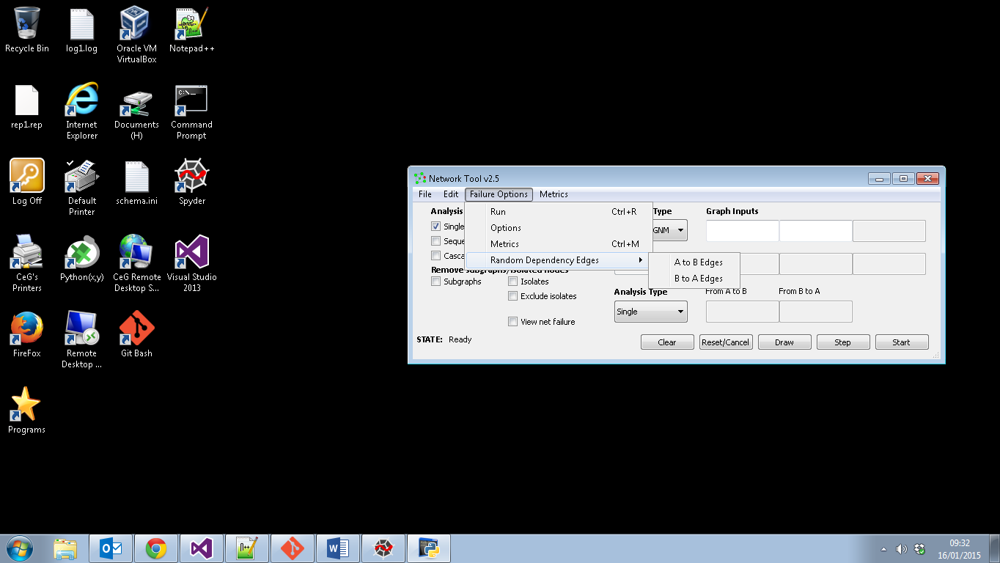 Recycle Bin
log1.log
Oracle VM
VirtualBox
Notepad++
rep1.rep
Internet
Explorer
Documents
(H)
C:\_
Command
Prompt
Log Off
Default
Printer
schema.ini
Spyder
CeG's
Printers
Python(x,y)
CeG Remote
Desktop S...
Visual Studio
2013
FireFox
Remote
Desktop ...
Git Bash
Programs
Network Tool v2.5
File Edit Failure Options Metrics
Run Ctrl+R
Options
Metrics Ctrl+M
Random Dependency Edges
A to B Edges
B to A Edges
Analysis
Type
Graph Inputs
Single
GNM
Seque
Casca
Remove subgraphs/isolated nodes
Subgraphs
Isolates
Exclude isolates
View net failure
Analysis Type
From A to B
From B to A
Single
STATE: Ready
Clear
Reset/Cancel
Draw
Step
Start
09:32
16/01/2015